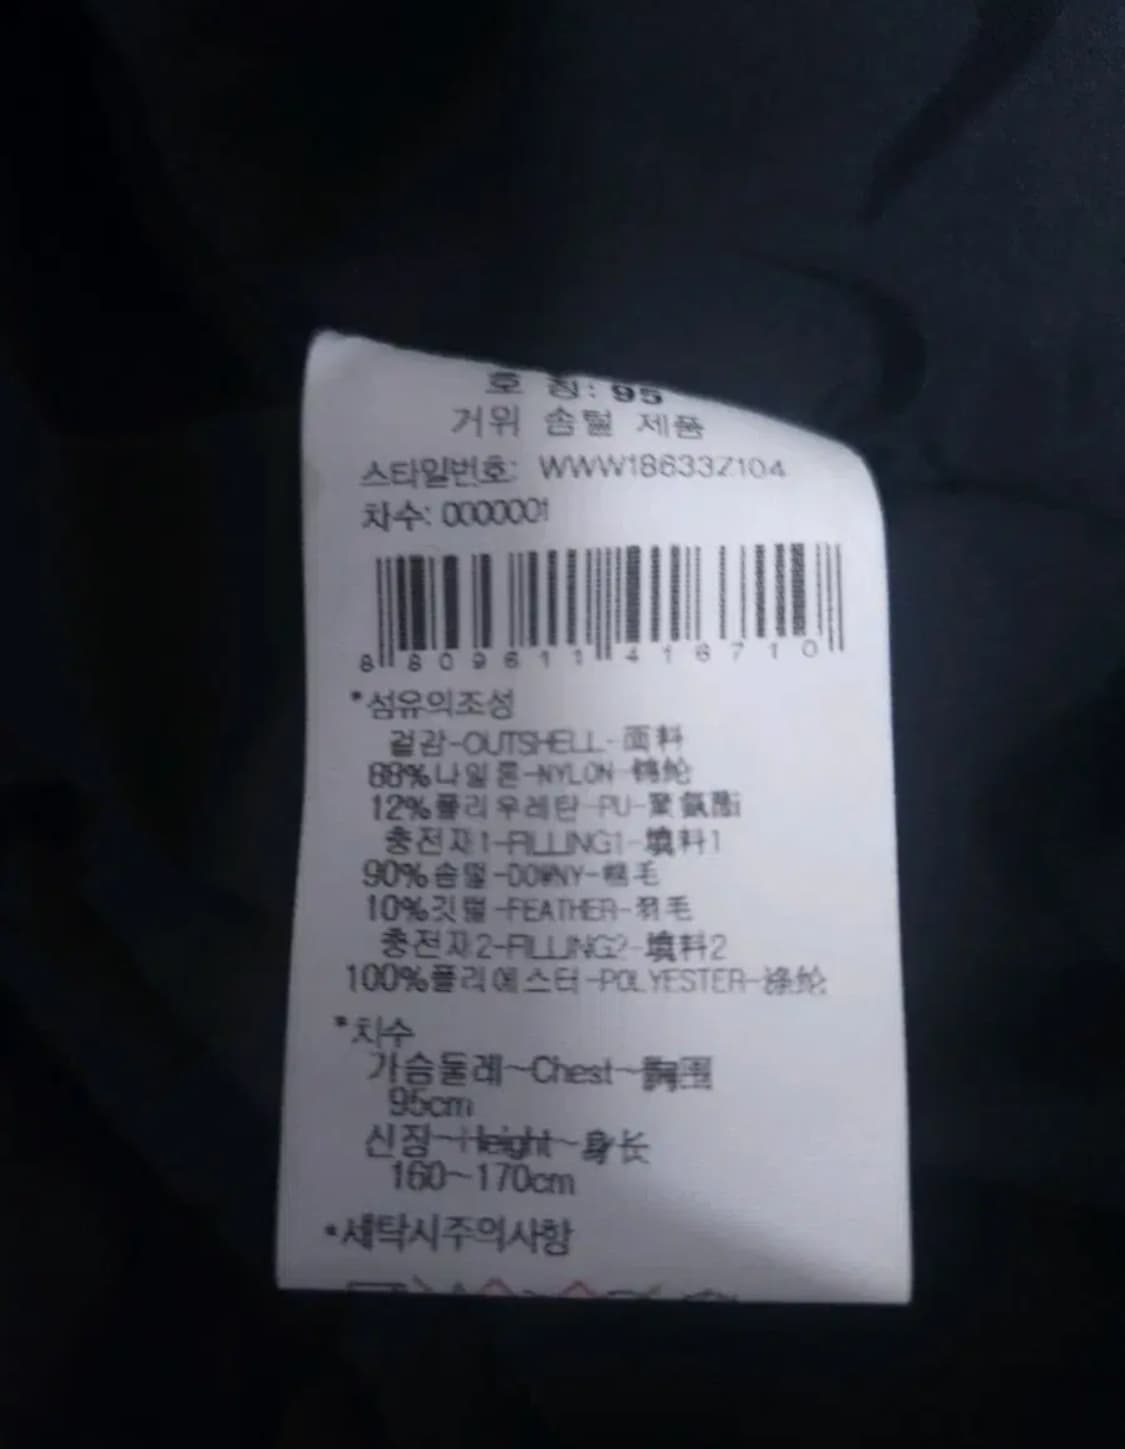 호 칭: 95
거위 솜털 제품
스타일번호: WWW18633Z104
차수: 0000001
8 809611 416710
*섬유의조성
겉감-OUTSHELL-面料
88%나일론-NYLON-锦纶
12%폴리우레탄-PU-聚氨酯
충전재1-FILLING1-填料1
90%솜털-DOWNY-绒毛
10%깃털-FEATHER-羽毛
충전재2-FILLING2-填料2
100%폴리에스터-POLYESTER-涤纶
*치수
가슴둘레~Chest~胸围
95cm
신장~Height~身长
160~170cm
*세탁시주의사항